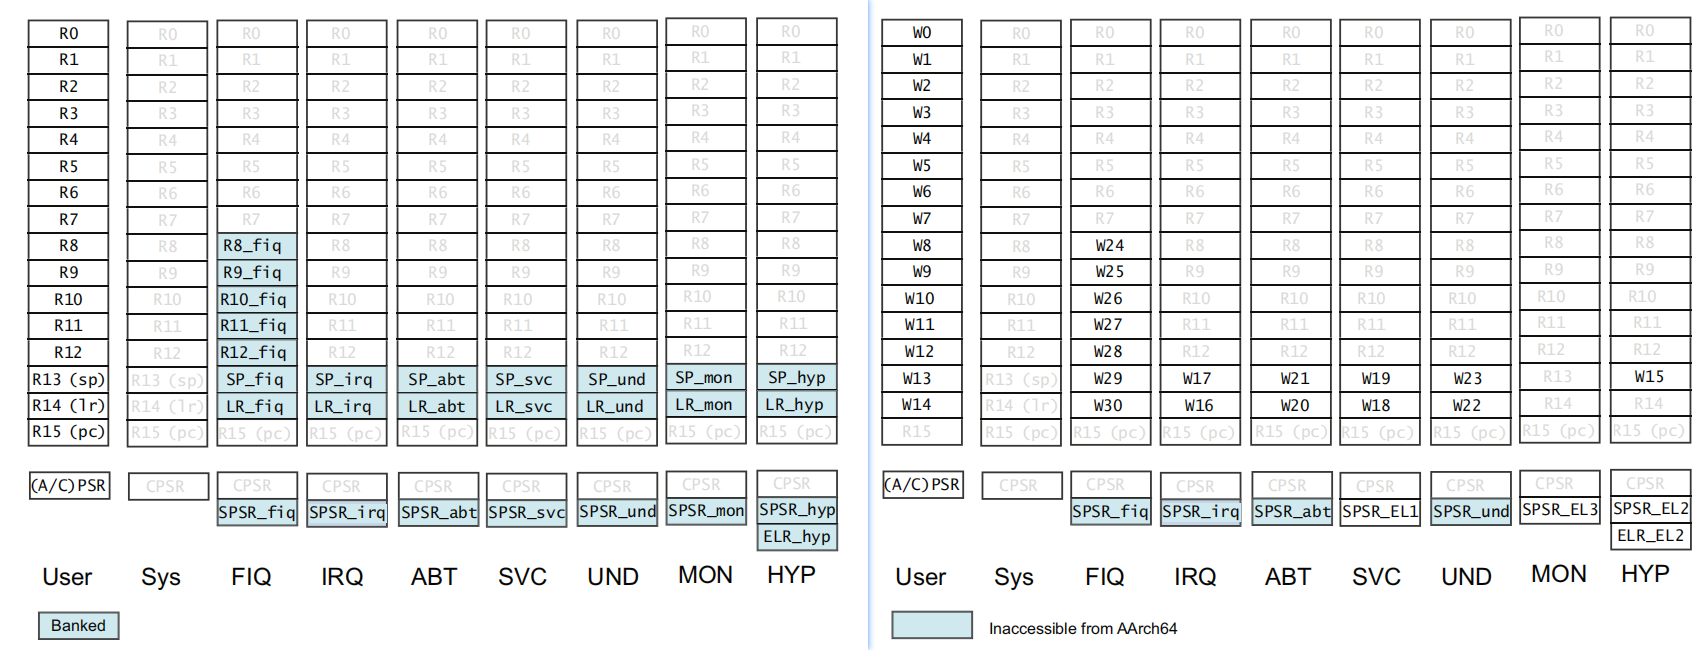 R0 R0 R0 R0 R0 R0 R0 R0 R0
R1 R1 R1 R1 R1 R1 R1 R1 R1
R2 R2 R2 R2 R2 R2 R2 R2 R2
R3 R3 R3 R3 R3 R3 R3 R3 R3
R4 R4 R4 R4 R4 R4 R4 R4 R4
R5 R5 R5 R5 R5 R5 R5 R5 R5
R6 R6 R6 R6 R6 R6 R6 R6 R6
R7 R7 R7 R7 R7 R7 R7 R7 R7
R8 R8 R8_fiq R8 R8 R8 R8 R8 R8
R9 R9 R9_fiq R9 R9 R9 R9 R9 R9
R10 R10 R10_fiq R10 R10 R10 R10 R10 R10
R11 R11 R11_fiq R11 R11 R11 R11 R11 R11
R12 R12 R12_fiq R12 R12 R12 R12 R12 R12
R13 (sp) R13 (sp) SP_fiq SP_irq SP_abt SP_svc SP_und SP_mon SP_hyp
R14 (lr) R14 (lr) LR_fiq LR_irq LR_abt LR_svc LR_und LR_mon LR_hyp
R15 (pc) R15 (pc) R15 (pc) R15 (pc) R15 (pc) R15 (pc) R15 (pc) R15 (pc) R15 (pc)
(A/C)PSR CPSR CPSR CPSR CPSR CPSR CPSR CPSR CPSR
SPSR_fiq SPSR_irq SPSR_abt SPSR_svc SPSR_und SPSR_mon SPSR_hyp
ELR_hyp
User Sys FIQ IRQ ABT SVC UND MON HYP
Banked
W0 R0 R0 R0 R0 R0 R0 R0 R0
W1 R1 R1 R1 R1 R1 R1 R1 R1
W2 R2 R2 R2 R2 R2 R2 R2 R2
W3 R3 R3 R3 R3 R3 R3 R3 R3
W4 R4 R4 R4 R4 R4 R4 R4 R4
W5 R5 R5 R5 R5 R5 R5 R5 R5
W6 R6 R6 R6 R6 R6 R6 R6 R6
W7 R7 R7 R7 R7 R7 R7 R7 R7
W8 R8 W24 R8 R8 R8 R8 R8 R8
W9 R9 W25 R9 R9 R9 R9 R9 R9
W10 R10 W26 R10 R10 R10 R10 R10 R10
W11 R11 W27 R11 R11 R11 R11 R11 R11
W12 R12 W28 R12 R12 R12 R12 R12 R12
W13 R13 (sp) W29 W17 W21 W19 W23 R13 W15
W14 R14 (lr) W30 W16 W20 W18 W22 R14 R14
R15 R15 (pc) R15 (pc) R15 (pc) R15 (pc) R15 (pc) R15 (pc) R15 (pc) R15 (pc)
(A/C)PSR CPSR CPSR CPSR CPSR CPSR CPSR CPSR CPSR
SPSR_fiq SPSR_irq SPSR_abt SPSR_EL1 SPSR_und SPSR_EL3 SPSR_EL2
ELR_EL2
User Sys FIQ IRQ ABT SVC UND MON HYP
Inaccessible from AArch64